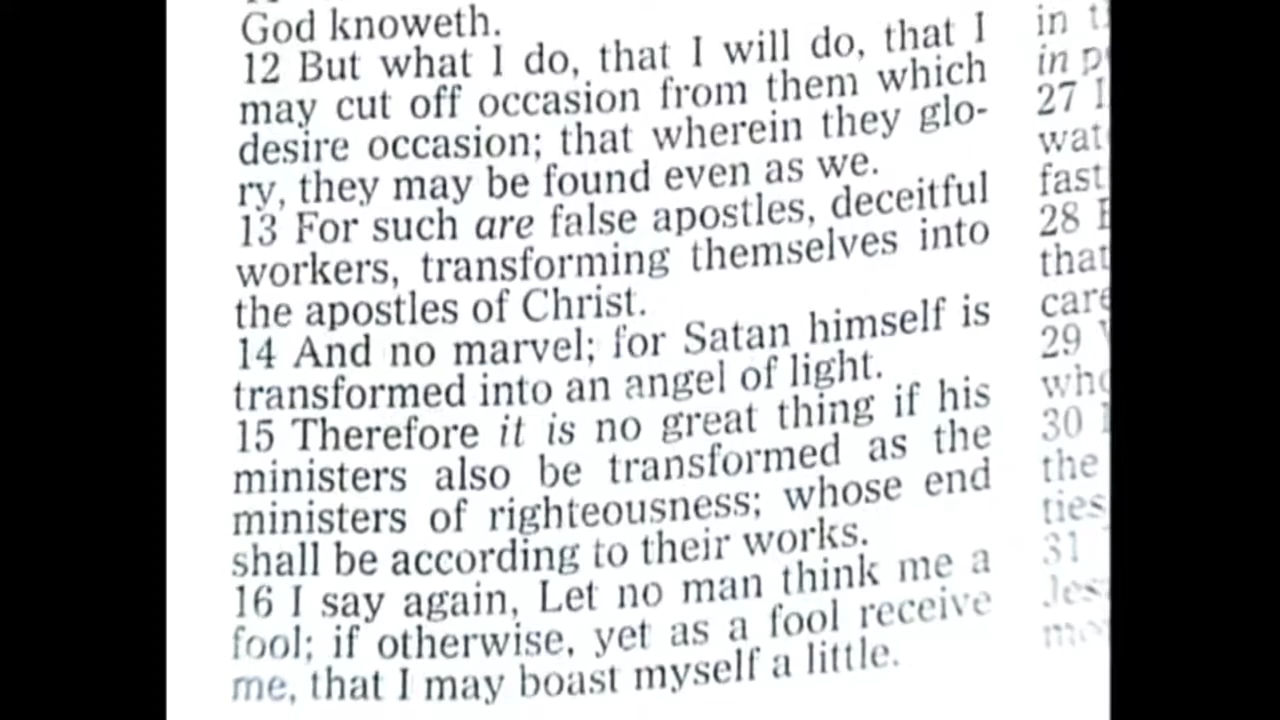 God knoweth.
12 But what I do, that I will do, that I
may cut off occasion from them which
desire occasion; that wherein they glo-
ry, they may be found even as we.
13 For such are false apostles, deceitful
workers, transforming themselves into
the apostles of Christ.
14 And no marvel; for Satan himself is
transformed into an angel of light.
15 Therefore it is no great thing if his
ministers also be transformed as the
ministers of righteousness; whose end
shall be according to their works.
16 I say again, Let no man think me a
fool; if otherwise, yet as a fool receive
me, that I may boast myself a little.
in
in
27
fast
28
that
care
29
30
the
ties
31